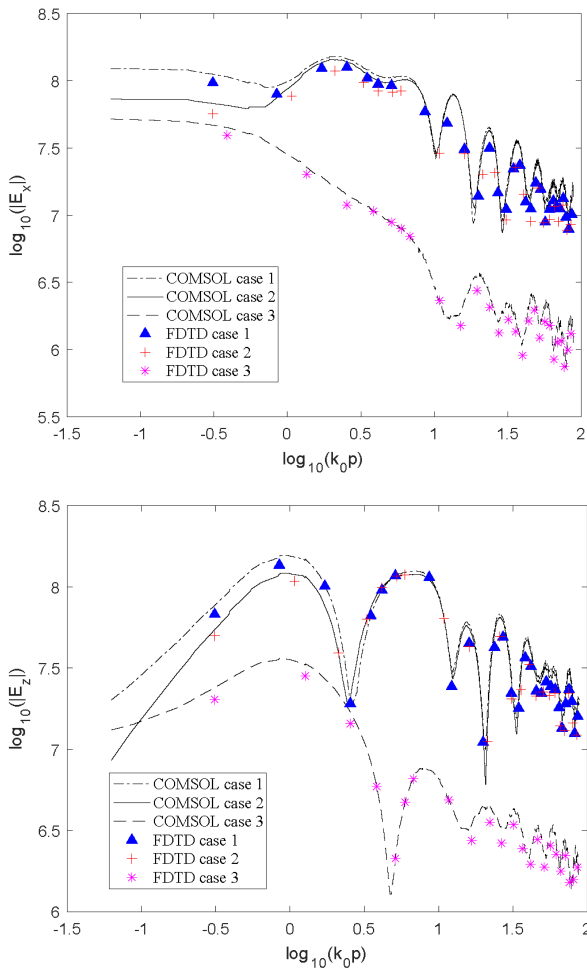 9
8.5
8
7.5
7
6.5
6
5.5
log10(|Ex|)
COMSOL case 1
COMSOL case 2
COMSOL case 3
FDTD case 1
FDTD case 2
FDTD case 3
-1.5 -1 -0.5 0 0.5 1 1.5 2
log10(k0p)
9
8.5
8
7.5
7
6.5
6
log10(|Ez|)
COMSOL case 1
COMSOL case 2
COMSOL case 3
FDTD case 1
FDTD case 2
FDTD case 3
-1.5 -1 -0.5 0 0.5 1 1.5 2
log10(k0p)